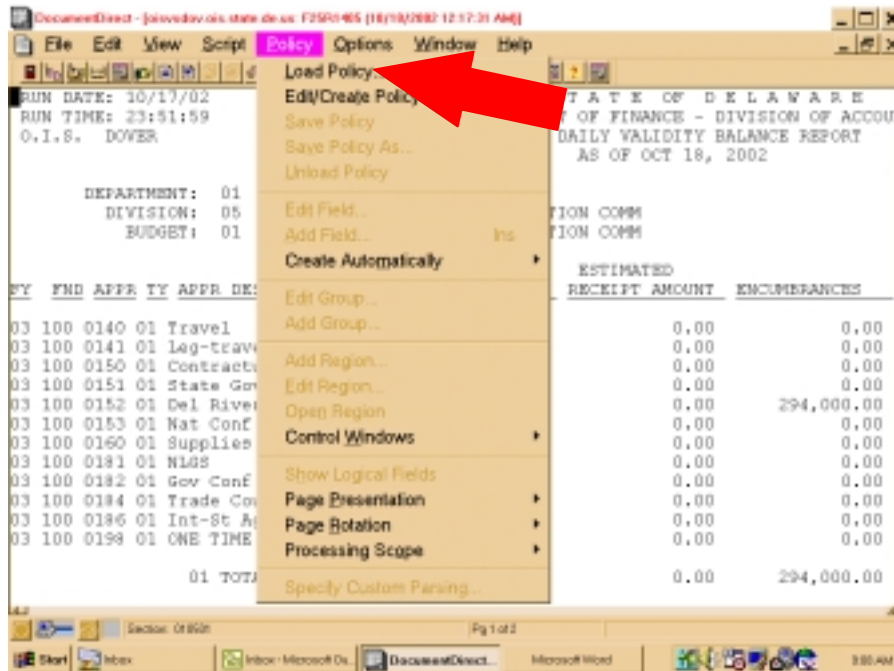 DocumentDirect - [oisvsdov.ois.state.de.us: F25R1405 (10/18/2002 12:17:31 AM)]
File Edit View Script Policy Options Window Help
Load Policy...
Edit/Create Policy
Save Policy
Save Policy As...
Unload Policy
Edit Field...
Add Field... Ins
Create Automatically
Edit Group...
Add Group...
Add Region...
Edit Region...
Open Region
Control Windows
Show Logical Fields
Page Presentation
Page Rotation
Processing Scope
Specify Custom Parsing...
RUN DATE: 10/17/02 T A T E OF D E L A W A R E
RUN TIME: 23:51:59 T OF FINANCE - DIVISION OF ACCOU
O.I.S. DOVER DAILY VALIDITY BALANCE REPORT
AS OF OCT 18, 2002
DEPARTMENT: 01
DIVISION: 05 TION COMM
BUDGET: 01 TION COMM
ESTIMATED
FY FND APPR TY APPR DE RECEIPT AMOUNT ENCUMBRANCES
03 100 0140 01 Travel 0.00 0.00
03 100 0141 01 Leg-trave 0.00 0.00
03 100 0150 01 Contractu 0.00 0.00
03 100 0151 01 State Gov 0.00 0.00
03 100 0152 01 Del River 0.00 294,000.00
03 100 0153 01 Nat Conf 0.00 0.00
03 100 0160 01 Supplies 0.00 0.00
03 100 0181 01 NLGS 0.00 0.00
03 100 0182 01 Gov Conf 0.00 0.00
03 100 0184 01 Trade Cou 0.00 0.00
03 100 0186 01 Int-St Ag 0.00 0.00
03 100 0198 01 ONE TIME 0.00 0.00
01 TOTA 0.00 294,000.00
Section: 010501 Pg 1 of 2
Start Inbox Inbox - Microsoft Ou... DocumentDirect... Microsoft Word